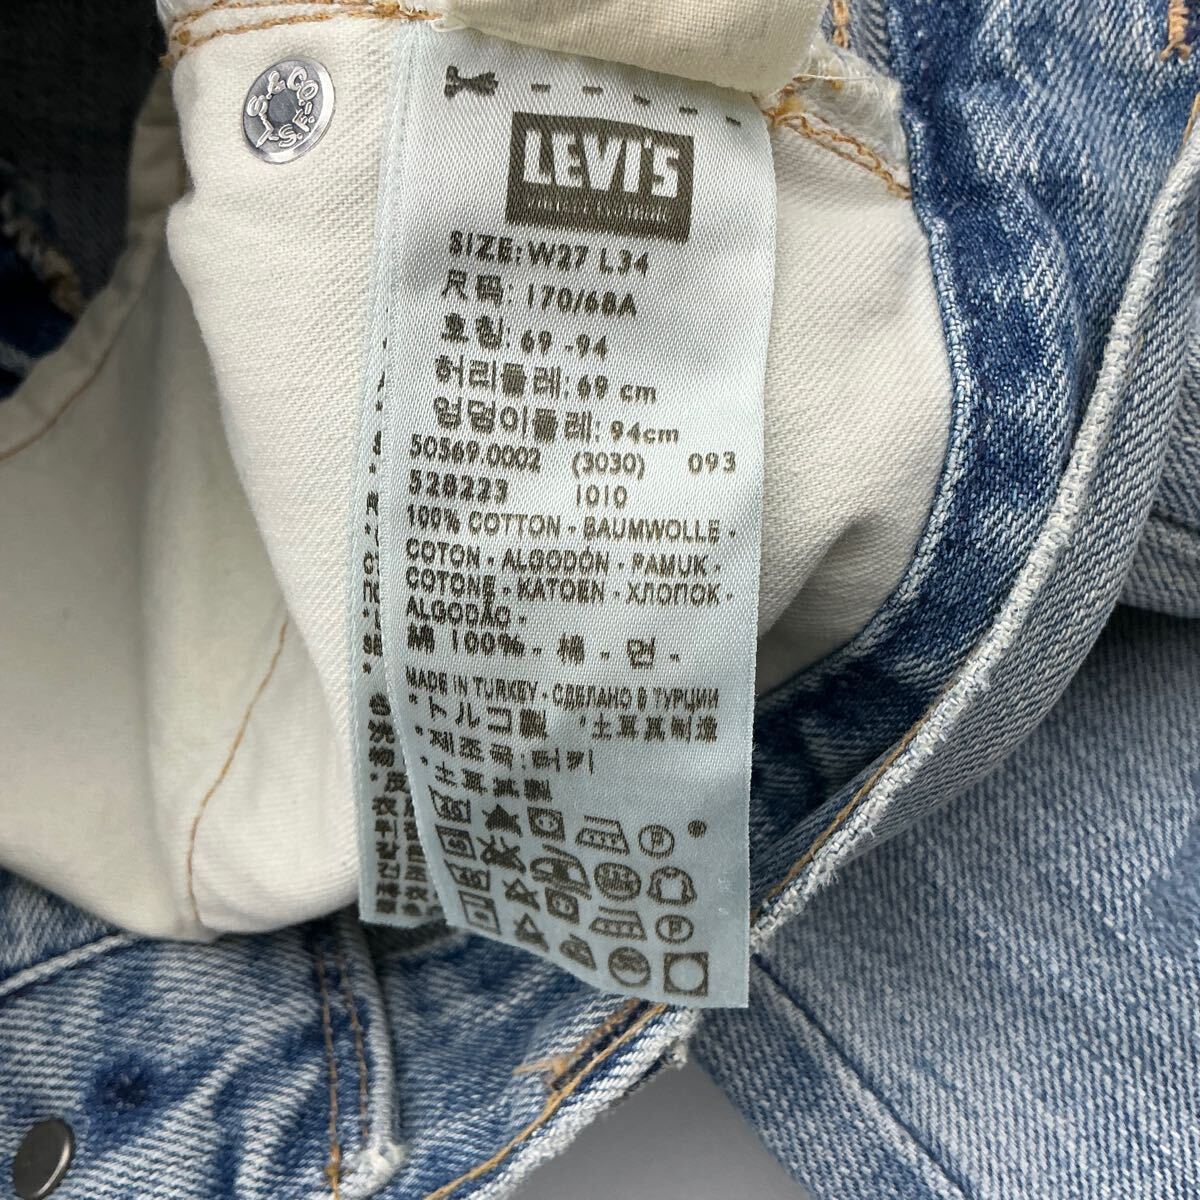 L.S.&CO.-S.F.
LEVI'S
SIZE: W27 L34
尺码: 170/68A
호칭: 69-94
허리둘레: 69 cm
엉덩이둘레: 94cm
50569.0002 (3030) 093
528223 1010
100% COTTON - BAUMWOLLE -
COTON - ALGODÓN - PAMUK -
COTONE - KATOEN - ХЛОПОК -
ALGODÃO -
綿 100% - 棉 - 면 -
MADE IN TURKEY - СДЕЛАНО В ТУРЦИИ
*トルコ製 *土耳其制造
*제조국:터키
*土耳其製